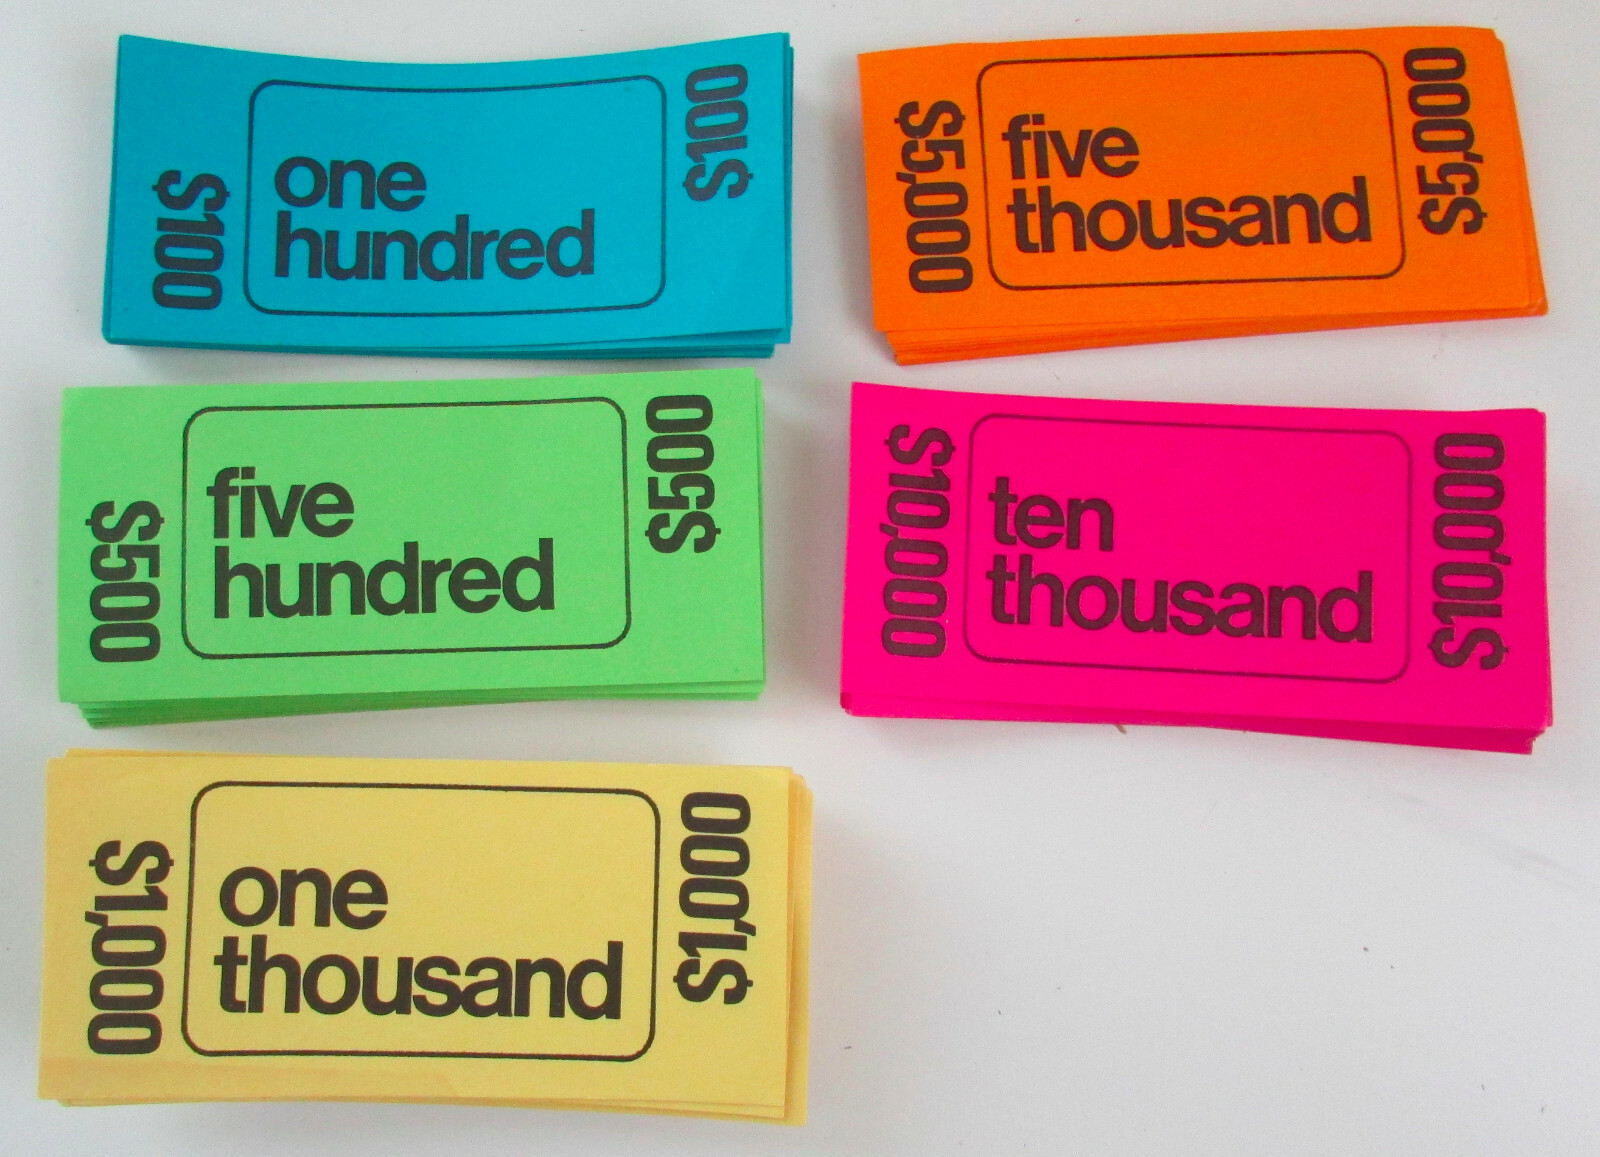 $100
one
hundred
$100
$5,000
five
thousand
$5,000
$500
five
hundred
$500
$10,000
ten
thousand
$10,000
$1,000
one
thousand
$1,000